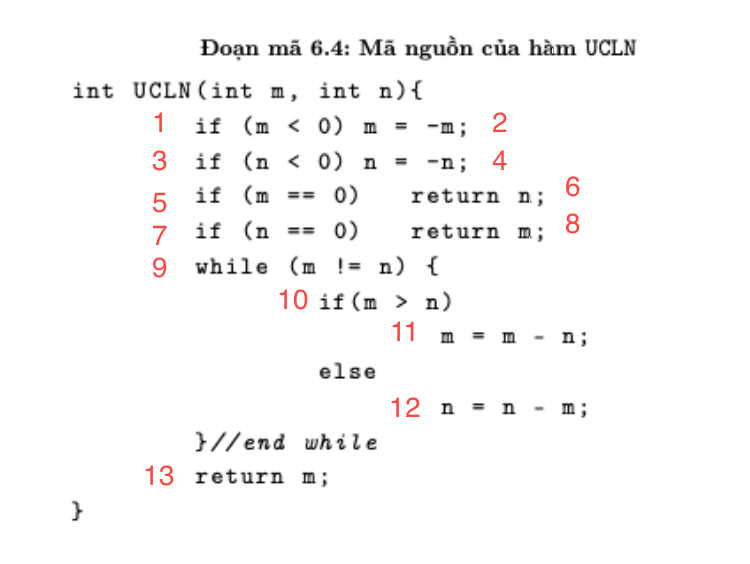 Đoạn mã 6.4: Mã nguồn của hàm UCLN
int UCLN(int m, int n){
1 if (m < 0) m = -m; 2
3 if (n < 0) n = -n; 4
5 if (m == 0) return n; 6
7 if (n == 0) return m; 8
9 while (m != n) {
10 if(m > n)
11 m = m - n;
else
12 n = n - m;
}//end while
13 return m;
}